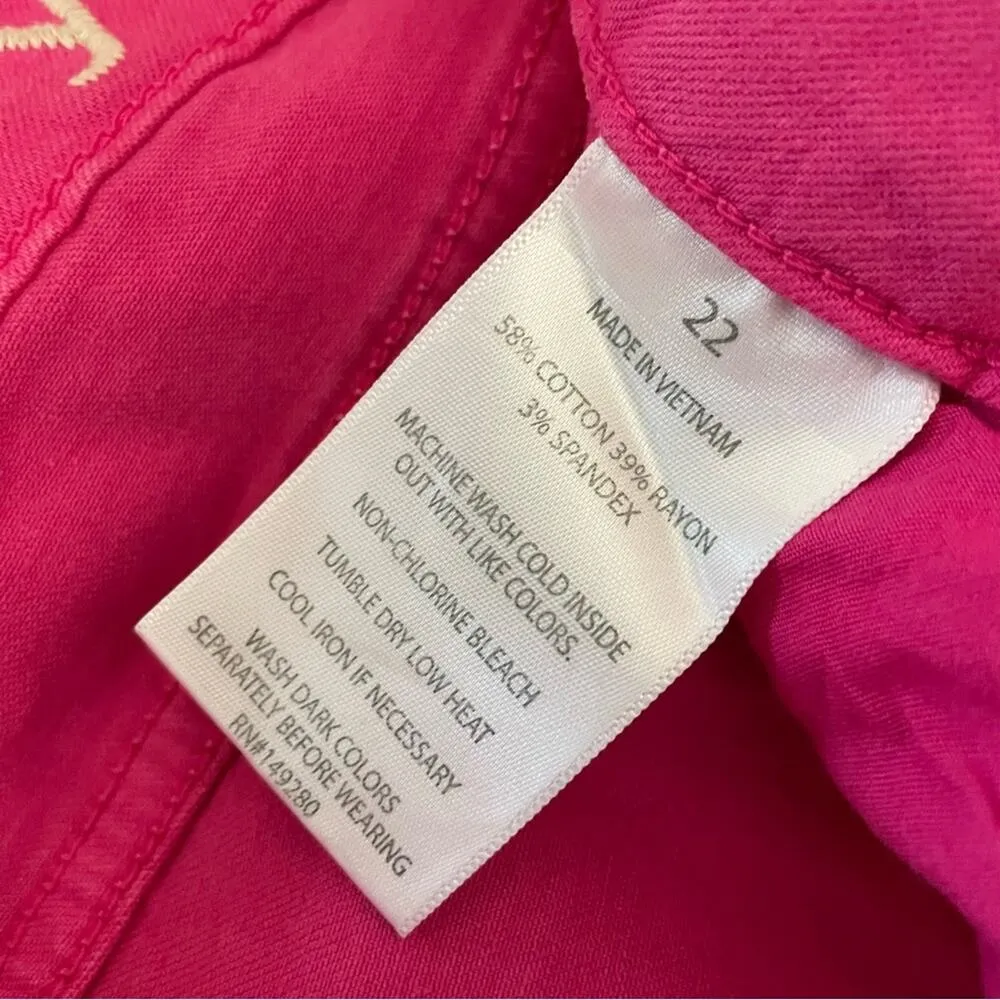 22
MADE IN VIETNAM
58% COTTON 39% RAYON
3% SPANDEX
MACHINE WASH COLD INSIDE
OUT WITH LIKE COLORS.
NON-CHLORINE BLEACH
TUMBLE DRY LOW HEAT
COOL IRON IF NECESSARY
WASH DARK COLORS
SEPARATELY BEFORE WEARING
RN#149280